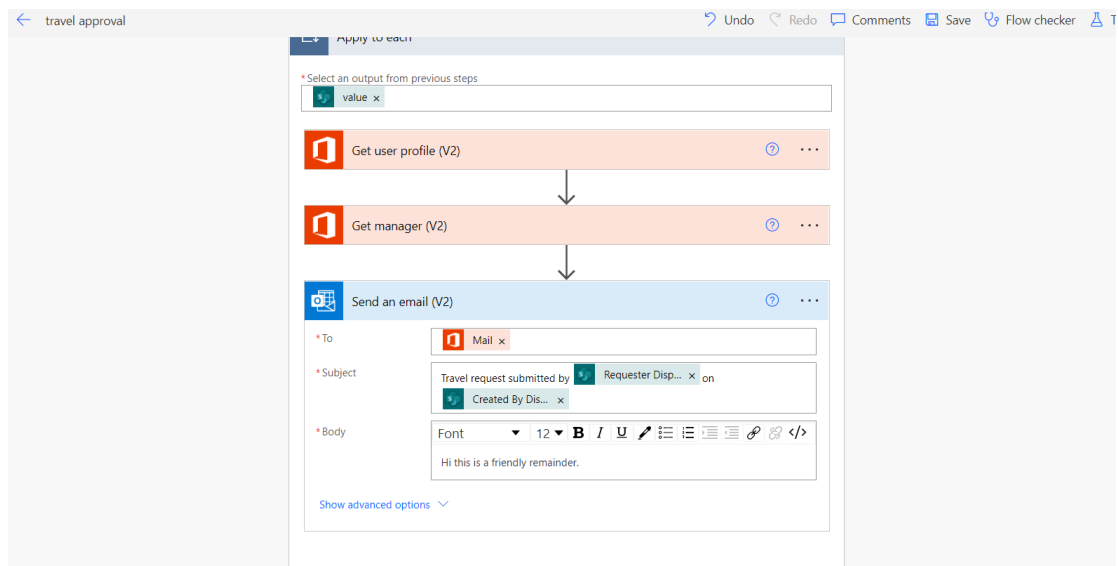 travel approval
Undo Redo Comments Save Flow checker T
Apply to each
* Select an output from previous steps
value ×
Get user profile (V2)
Get manager (V2)
Send an email (V2)
* To
Mail ×
* Subject
Travel request submitted by Requester Disp... × on
Created By Dis... ×
* Body
Font 12 B I U </>
Hi this is a friendly remainder.
Show advanced options